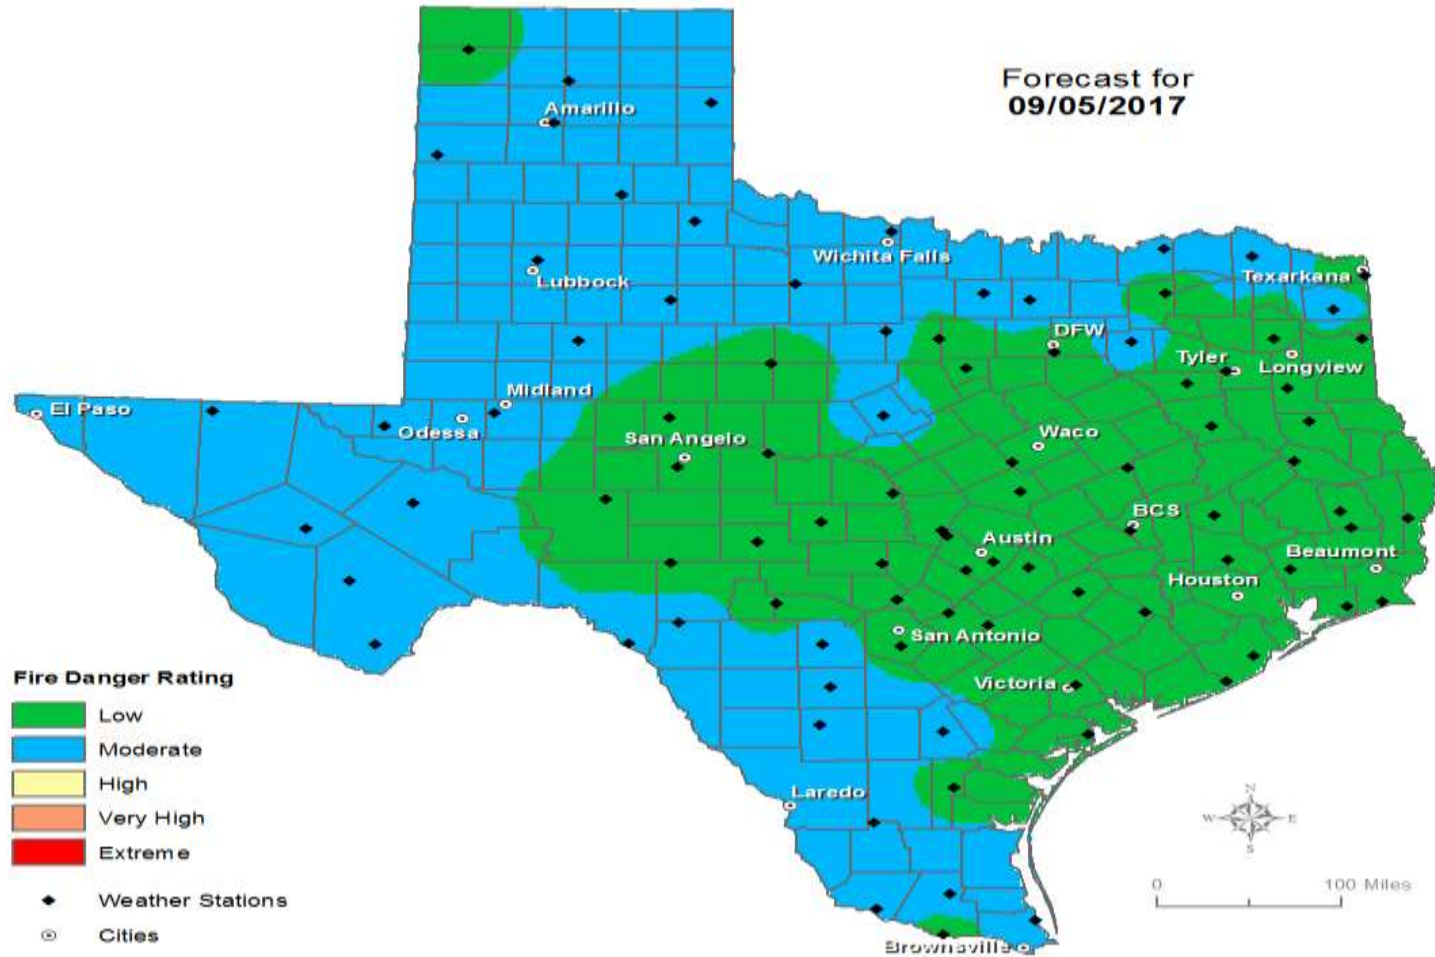 Forecast for
09/05/2017
Amarillo
Wichita Falls
Lubbock
Texarkana
DFW
Tyler
Longview
Midland
El Paso
Odessa
San Angelo
Waco
BCS
Austin
Beaumont
Houston
San Antonio
Victoria
Laredo
Brownsville
Fire Danger Rating
Low
Moderate
High
Very High
Extreme
Weather Stations
Cities
N
W E
S
0 100 Miles